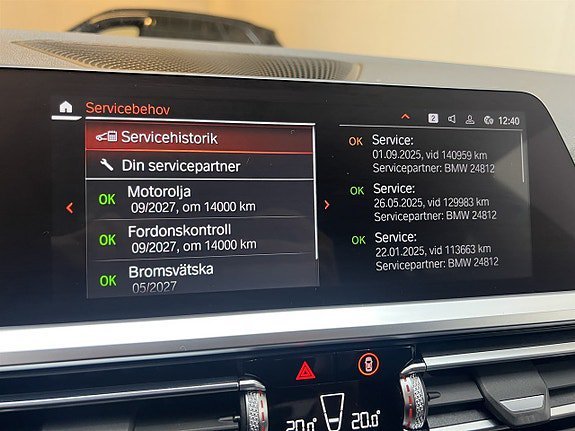 Servicebehov
2
12:40
Servicehistorik
Din servicepartner
OK Motorolja
09/2027, om 14000 km
OK Fordonskontroll
09/2027, om 14000 km
OK Bromsvätska
05/2027
OK Service:
01.09.2025, vid 140959 km
Servicepartner: BMW 24812
OK Service:
26.05.2025, vid 129983 km
Servicepartner: BMW 24812
OK Service:
22.01.2025, vid 113663 km
Servicepartner: BMW 24812
20.0° 20.0°